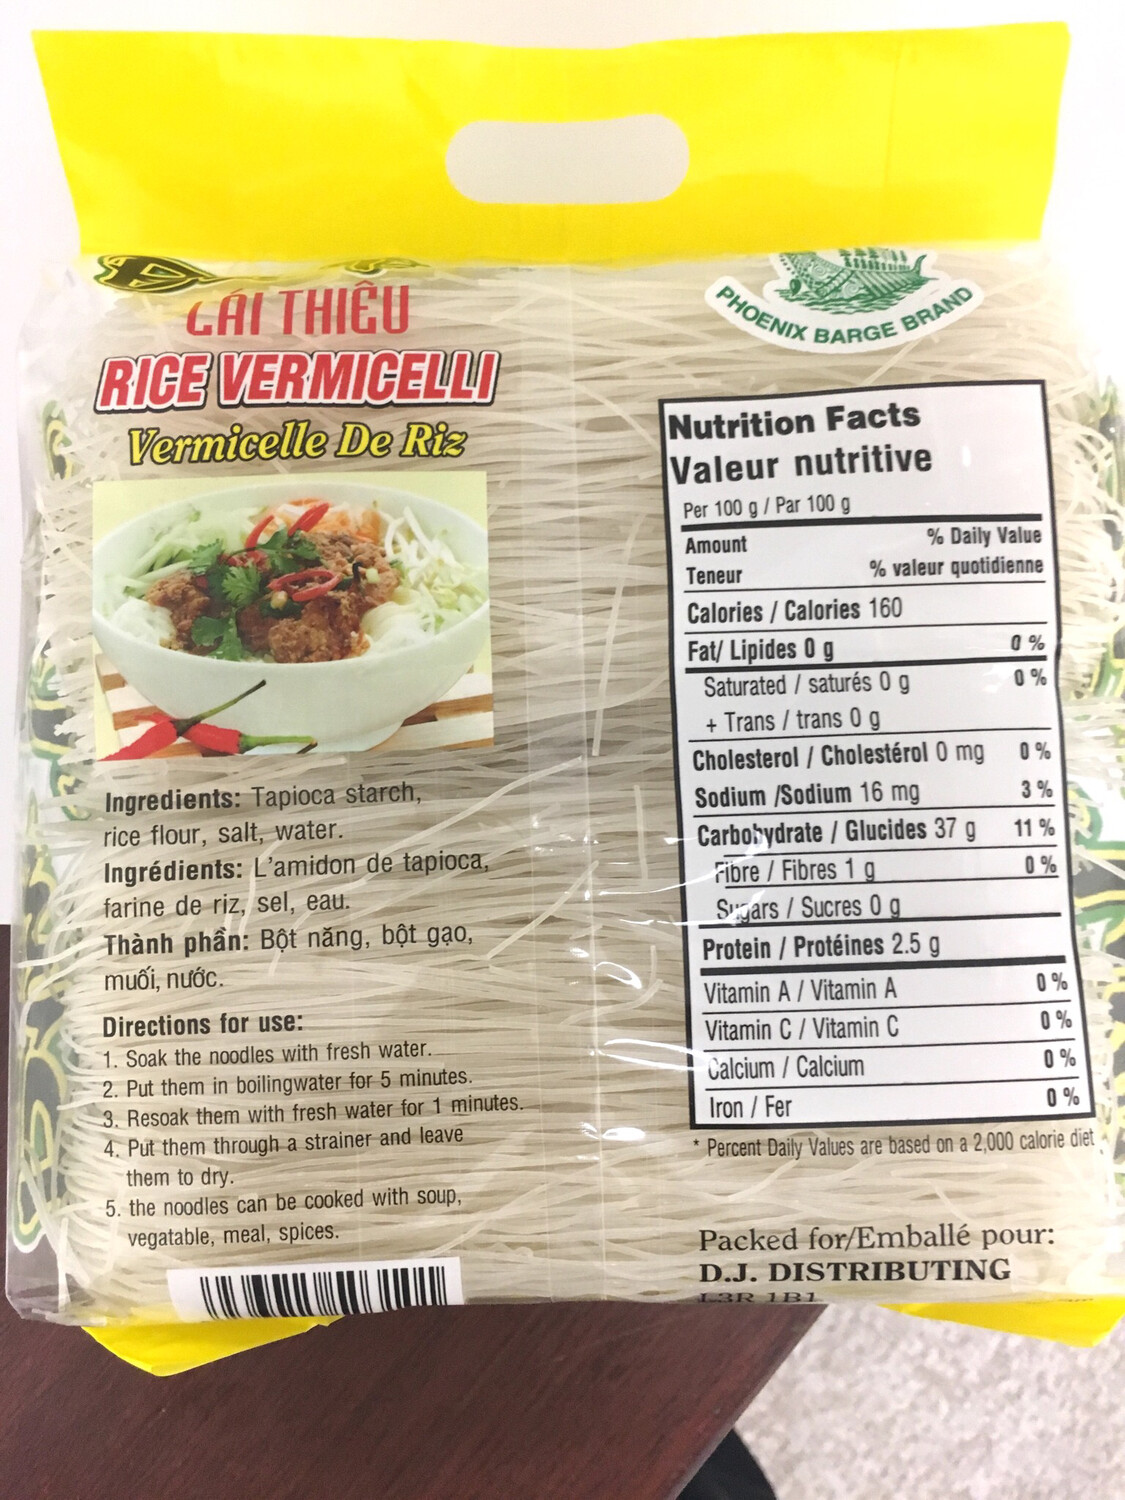 LÁI THIÊU
RICE VERMICELLI
Vermicelle De Riz
Ingredients: Tapioca starch,
rice flour, salt, water.
Ingrédients: L'amidon de tapioca,
farine de riz, sel, eau.
Thành phần: Bột năng, bột gạo,
muối, nước.
Directions for use:
1. Soak the noodles with fresh water.
2. Put them in boilingwater for 5 minutes.
3. Resoak them with fresh water for 1 minutes.
4. Put them through a strainer and leave
them to dry.
5. the noodles can be cooked with soup,
vegatable, meal, spices.
PHOENIX BARGE BRAND
Nutrition Facts
Valeur nutritive
Per 100 g / Par 100 g
Amount % Daily Value
Teneur % valeur quotidienne
Calories / Calories 160
Fat/ Lipides 0 g 0 %
Saturated / saturés 0 g 0 %
+ Trans / trans 0 g
Cholesterol / Cholestérol 0 mg 0 %
Sodium /Sodium 16 mg 3 %
Carbohydrate / Glucides 37 g 11 %
Fibre / Fibres 1 g 0 %
Sugars / Sucres 0 g
Protein / Protéines 2.5 g
Vitamin A / Vitamin A 0 %
Vitamin C / Vitamin C 0 %
Calcium / Calcium 0 %
Iron / Fer 0 %
* Percent Daily Values are based on a 2,000 calorie diet
Packed for/Emballé pour:
D.J. DISTRIBUTING
L3R 1B1